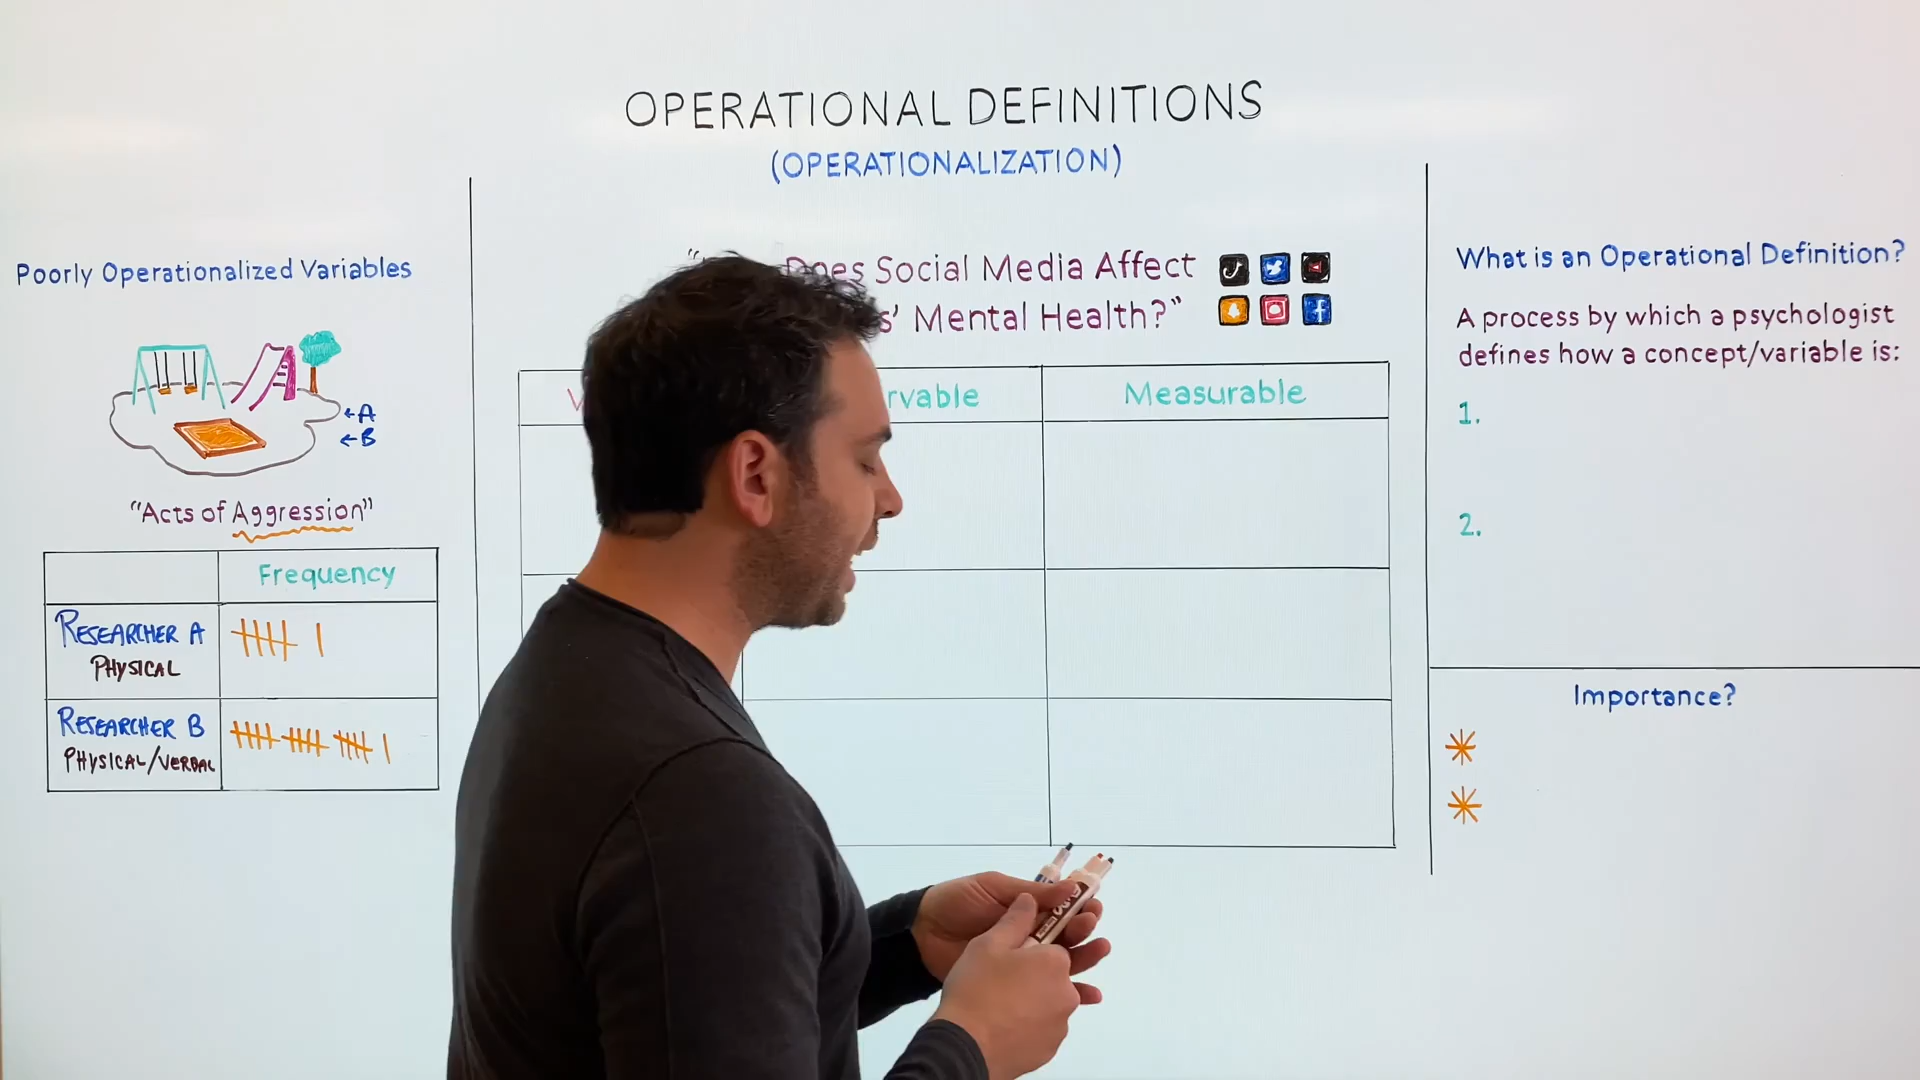 OPERATIONAL DEFINITIONS
(OPERATIONALIZATION)
Poorly Operationalized Variables
←A
←B
"Acts of Aggression"
Frequency
RESEARCHER A
PHYSICAL
RESEARCHER B
PHYSICAL/VERBAL
Does Social Media Affect
Mental Health?"
Measurable
What is an Operational Definition?
A process by which a psychologist
defines how a concept/variable is:
1.
2.
Importance?